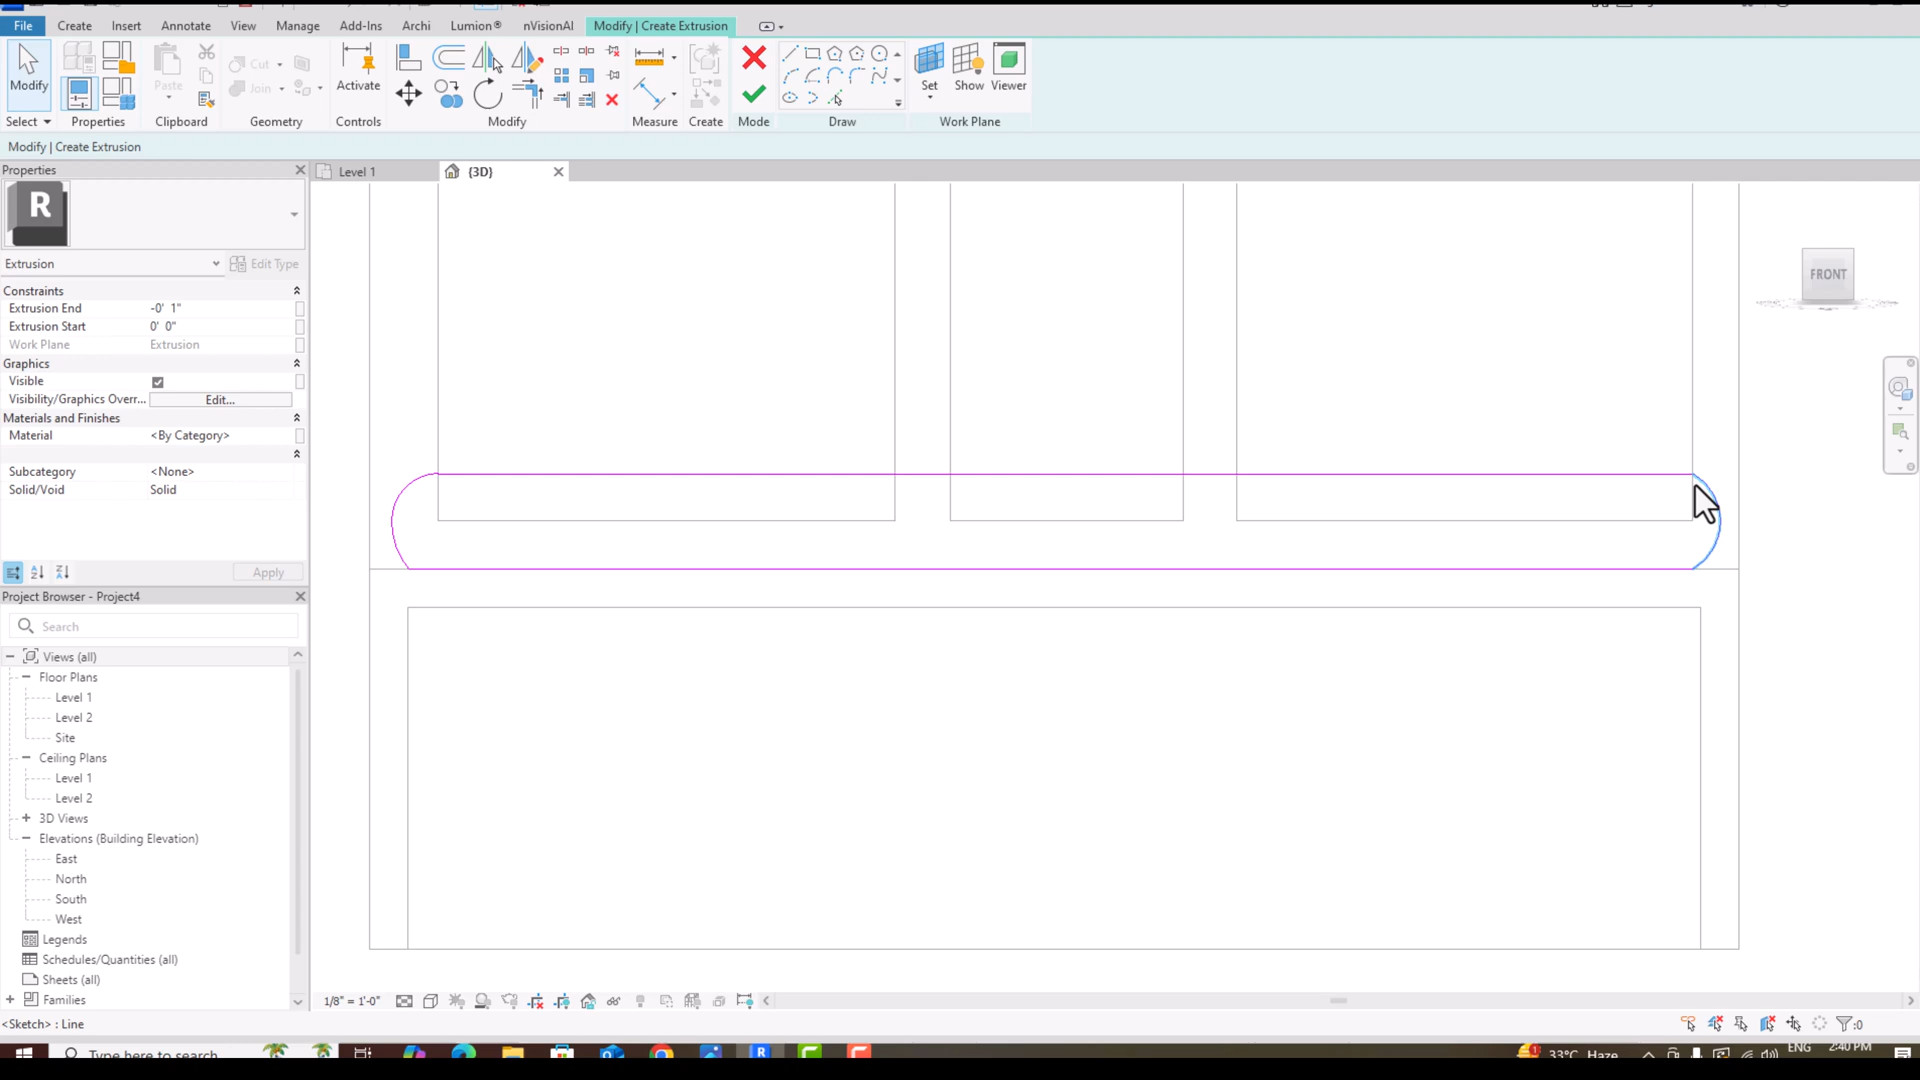 File Create Insert Annotate View Manage Add-Ins Archi Lumion® nVisionAI Modify | Create Extrusion
Modify Paste Cut Join Activate Set Show Viewer
Select Properties Clipboard Geometry Controls Modify Measure Create Mode Draw Work Plane
Modify | Create Extrusion
Properties
Level 1
{3D}
R
Extrusion Edit Type
Constraints
Extrusion End -0' 1"
Extrusion Start 0' 0"
Work Plane Extrusion
Graphics
Visible
Visibility/Graphics Overr... Edit...
Materials and Finishes
Material <By Category>
Subcategory <None>
Solid/Void Solid
Apply
FRONT
Project Browser - Project4
Search
Views (all)
Floor Plans
Level 1
Level 2
Site
Ceiling Plans
Level 1
Level 2
3D Views
Elevations (Building Elevation)
East
North
South
West
Legends
Schedules/Quantities (all)
Sheets (all)
Families
1/8" = 1'-0"
<Sketch> : Line
:0
Type here to search
33°C Haze ENG 2:40 PM